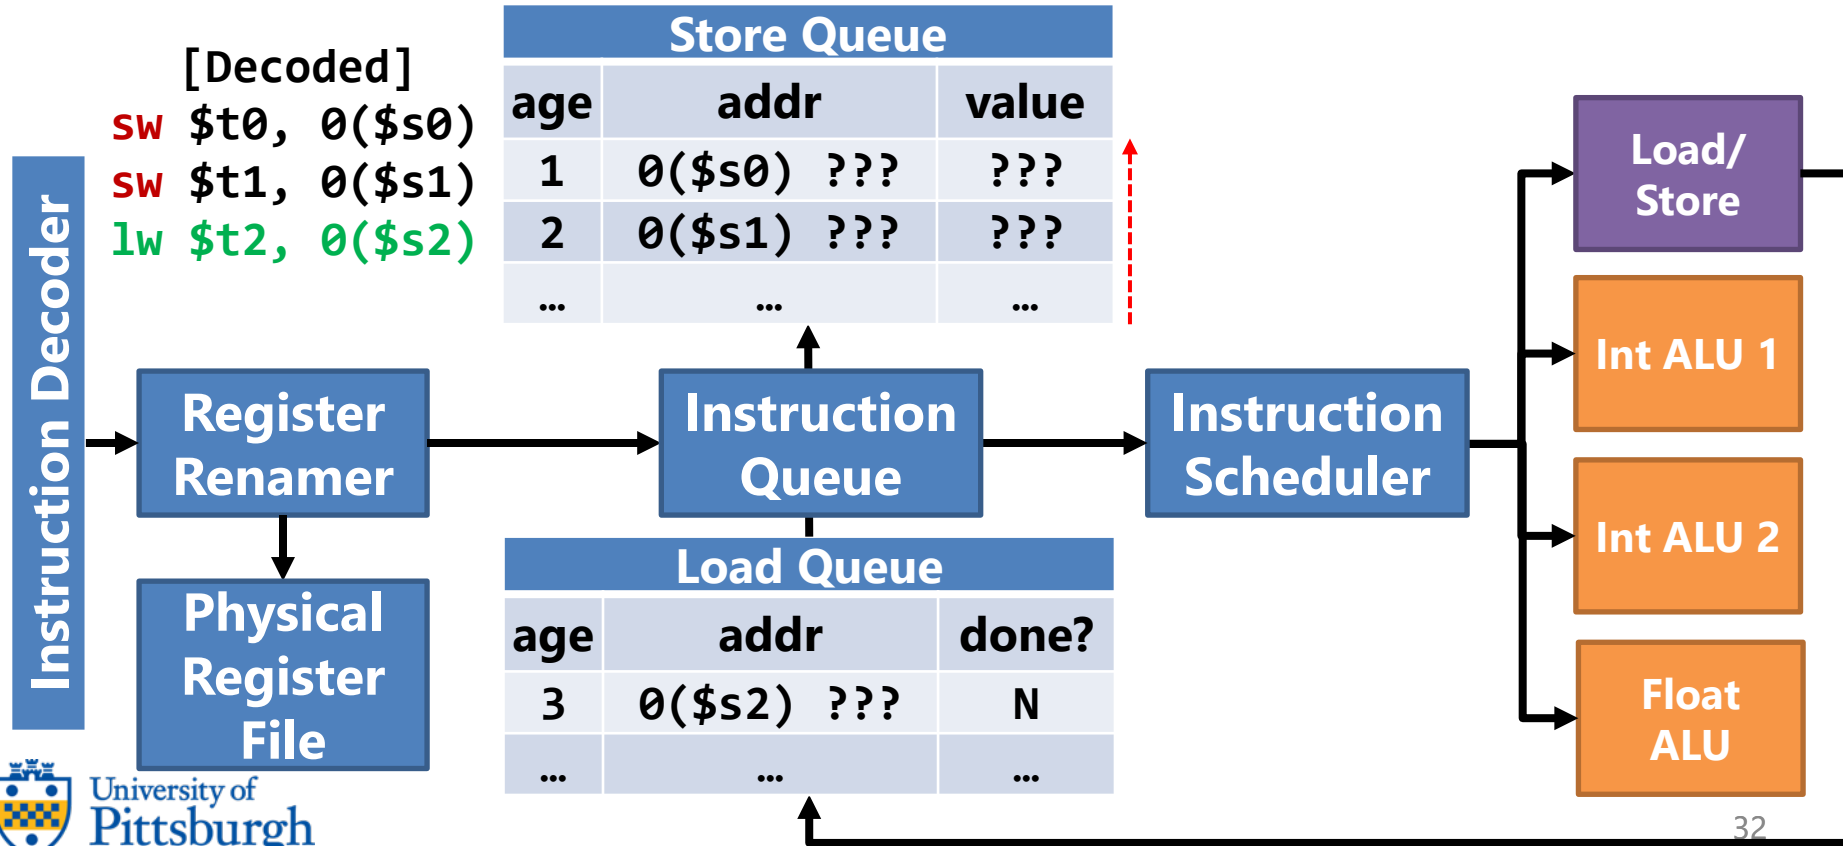 [Decoded]
sw $t0, 0($s0)
sw $t1, 0($s1)
lw $t2, 0($s2)
Instruction Decoder
Register
Renamer
Physical
Register
File
Store Queue
age addr value
1 0($s0) ??? ???
2 0($s1) ??? ???
… … …
Instruction
Queue
Load Queue
age addr done?
3 0($s2) ??? N
… … …
Instruction
Scheduler
Load/
Store
Int ALU 1
Int ALU 2
Float
ALU
University of
Pittsburgh
32